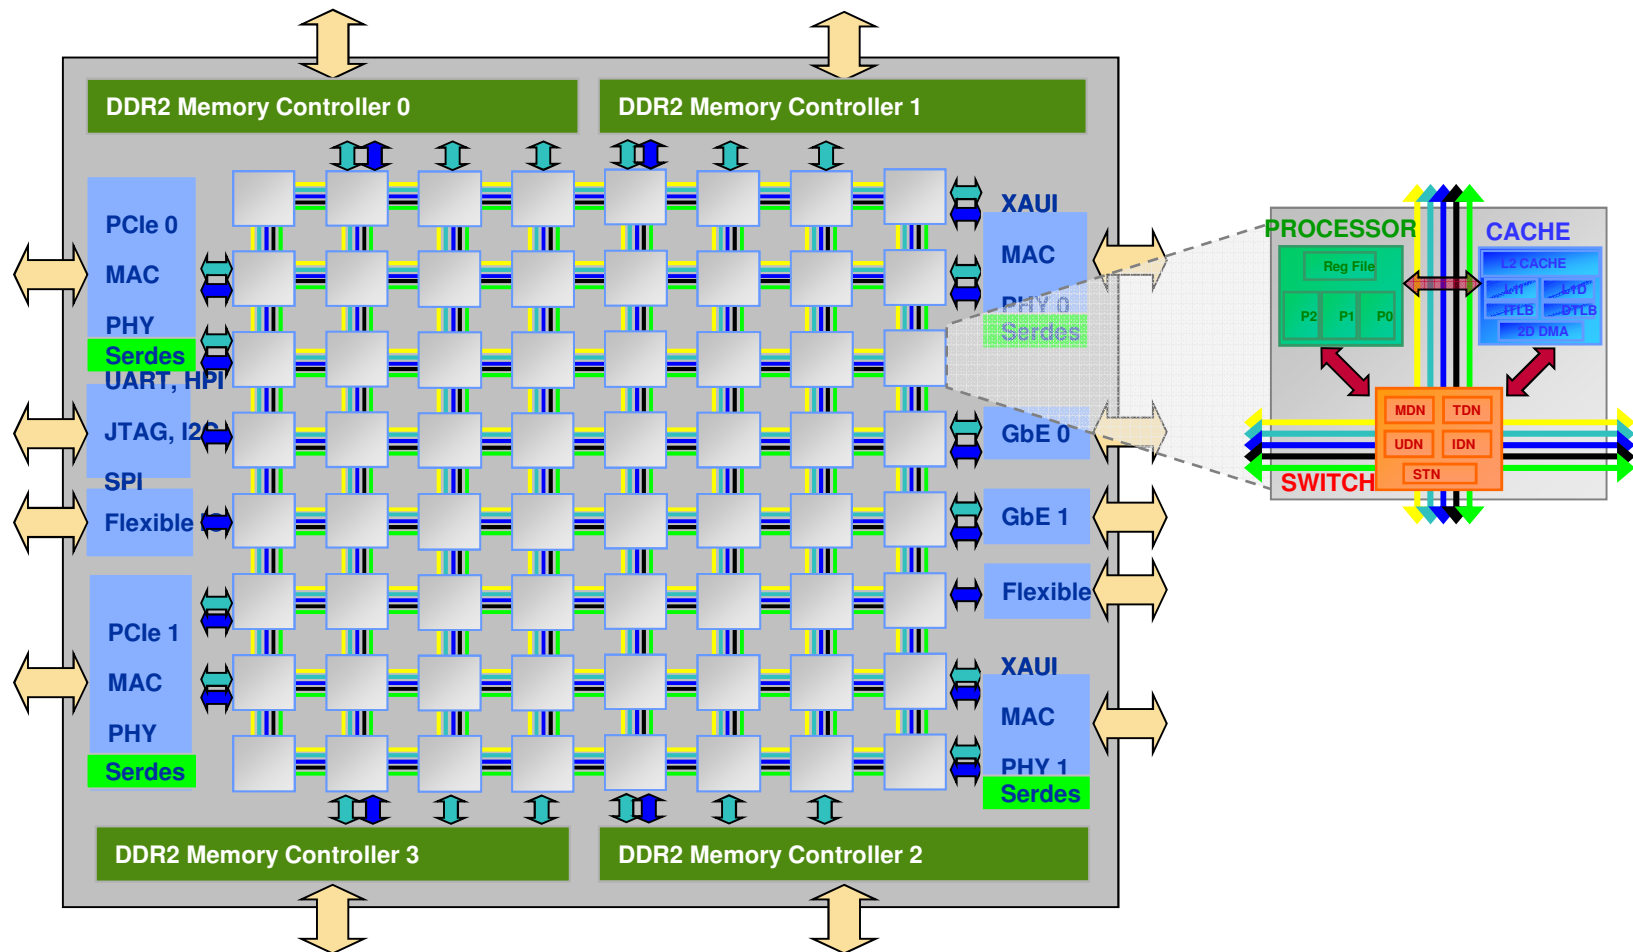 DDR2 Memory Controller 0
DDR2 Memory Controller 1
PCIe 0
MAC
PHY
Serdes
UART, HPI
JTAG, I2C
SPI
Flexible IO
PCIe 1
MAC
PHY
Serdes
XAUI
MAC
PHY 0
Serdes
GbE 0
GbE 1
Flexible
XAUI
MAC
PHY 1
Serdes
DDR2 Memory Controller 3
DDR2 Memory Controller 2
PROCESSOR
Reg File
P2 P1 P0
CACHE
L2 CACHE
L1I L1D
ITLB DTLB
2D DMA
MDN TDN
UDN IDN
STN
SWITCH